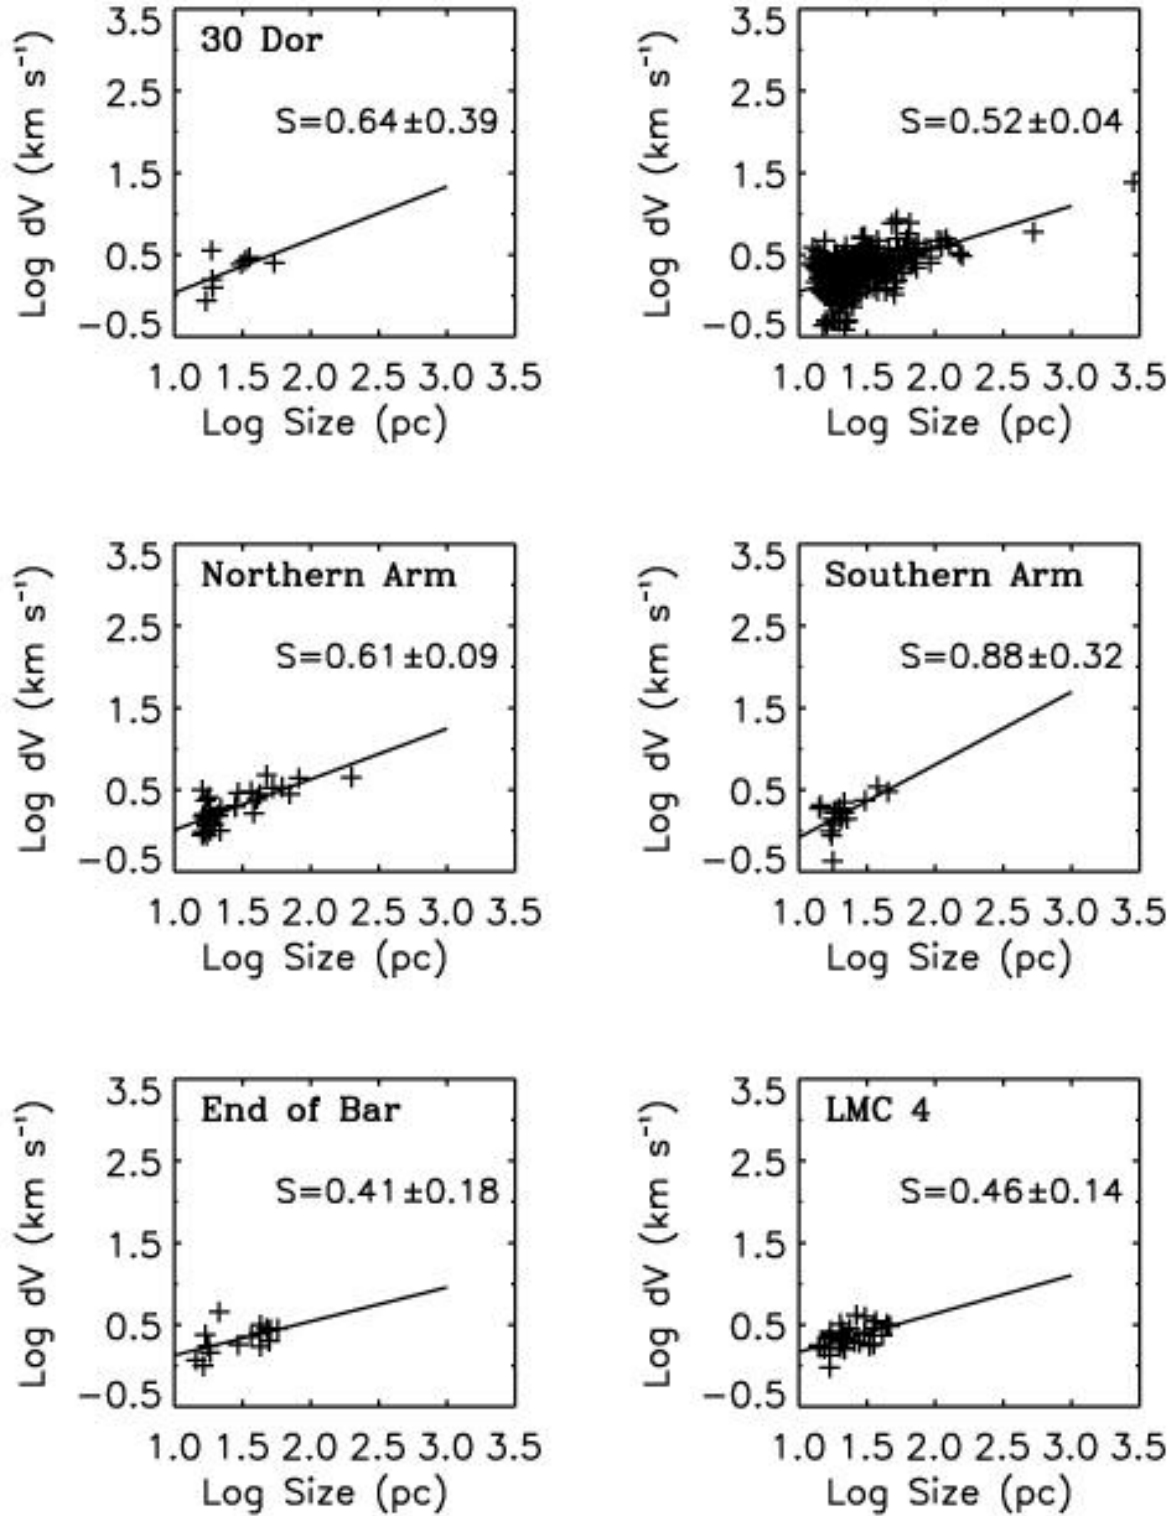 30 Dor
S=0.64±0.39
3.5
2.5
1.5
0.5
−0.5
Log dV (km s⁻¹)
1.0 1.5 2.0 2.5 3.0 3.5
Log Size (pc)
S=0.52±0.04
3.5
2.5
1.5
0.5
−0.5
Log dV (km s⁻¹)
1.0 1.5 2.0 2.5 3.0 3.5
Log Size (pc)
Northern Arm
S=0.61±0.09
3.5
2.5
1.5
0.5
−0.5
Log dV (km s⁻¹)
1.0 1.5 2.0 2.5 3.0 3.5
Log Size (pc)
Southern Arm
S=0.88±0.32
3.5
2.5
1.5
0.5
−0.5
Log dV (km s⁻¹)
1.0 1.5 2.0 2.5 3.0 3.5
Log Size (pc)
End of Bar
S=0.41±0.18
3.5
2.5
1.5
0.5
−0.5
Log dV (km s⁻¹)
1.0 1.5 2.0 2.5 3.0 3.5
Log Size (pc)
LMC 4
S=0.46±0.14
3.5
2.5
1.5
0.5
−0.5
Log dV (km s⁻¹)
1.0 1.5 2.0 2.5 3.0 3.5
Log Size (pc)